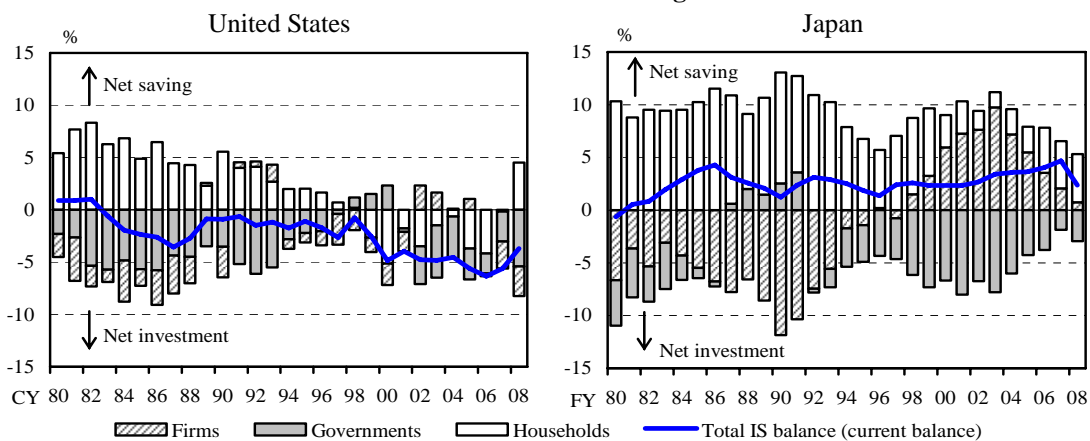 United States
%
15
10
5
0
-5
-10
-15
Net saving
Net investment
CY 80 82 84 86 88 90 92 94 96 98 00 02 04 06 08
Japan
%
15
10
5
0
-5
-10
-15
Net saving
Net investment
FY 80 82 84 86 88 90 92 94 96 98 00 02 04 06 08
Firms Governments Households Total IS balance (current balance)